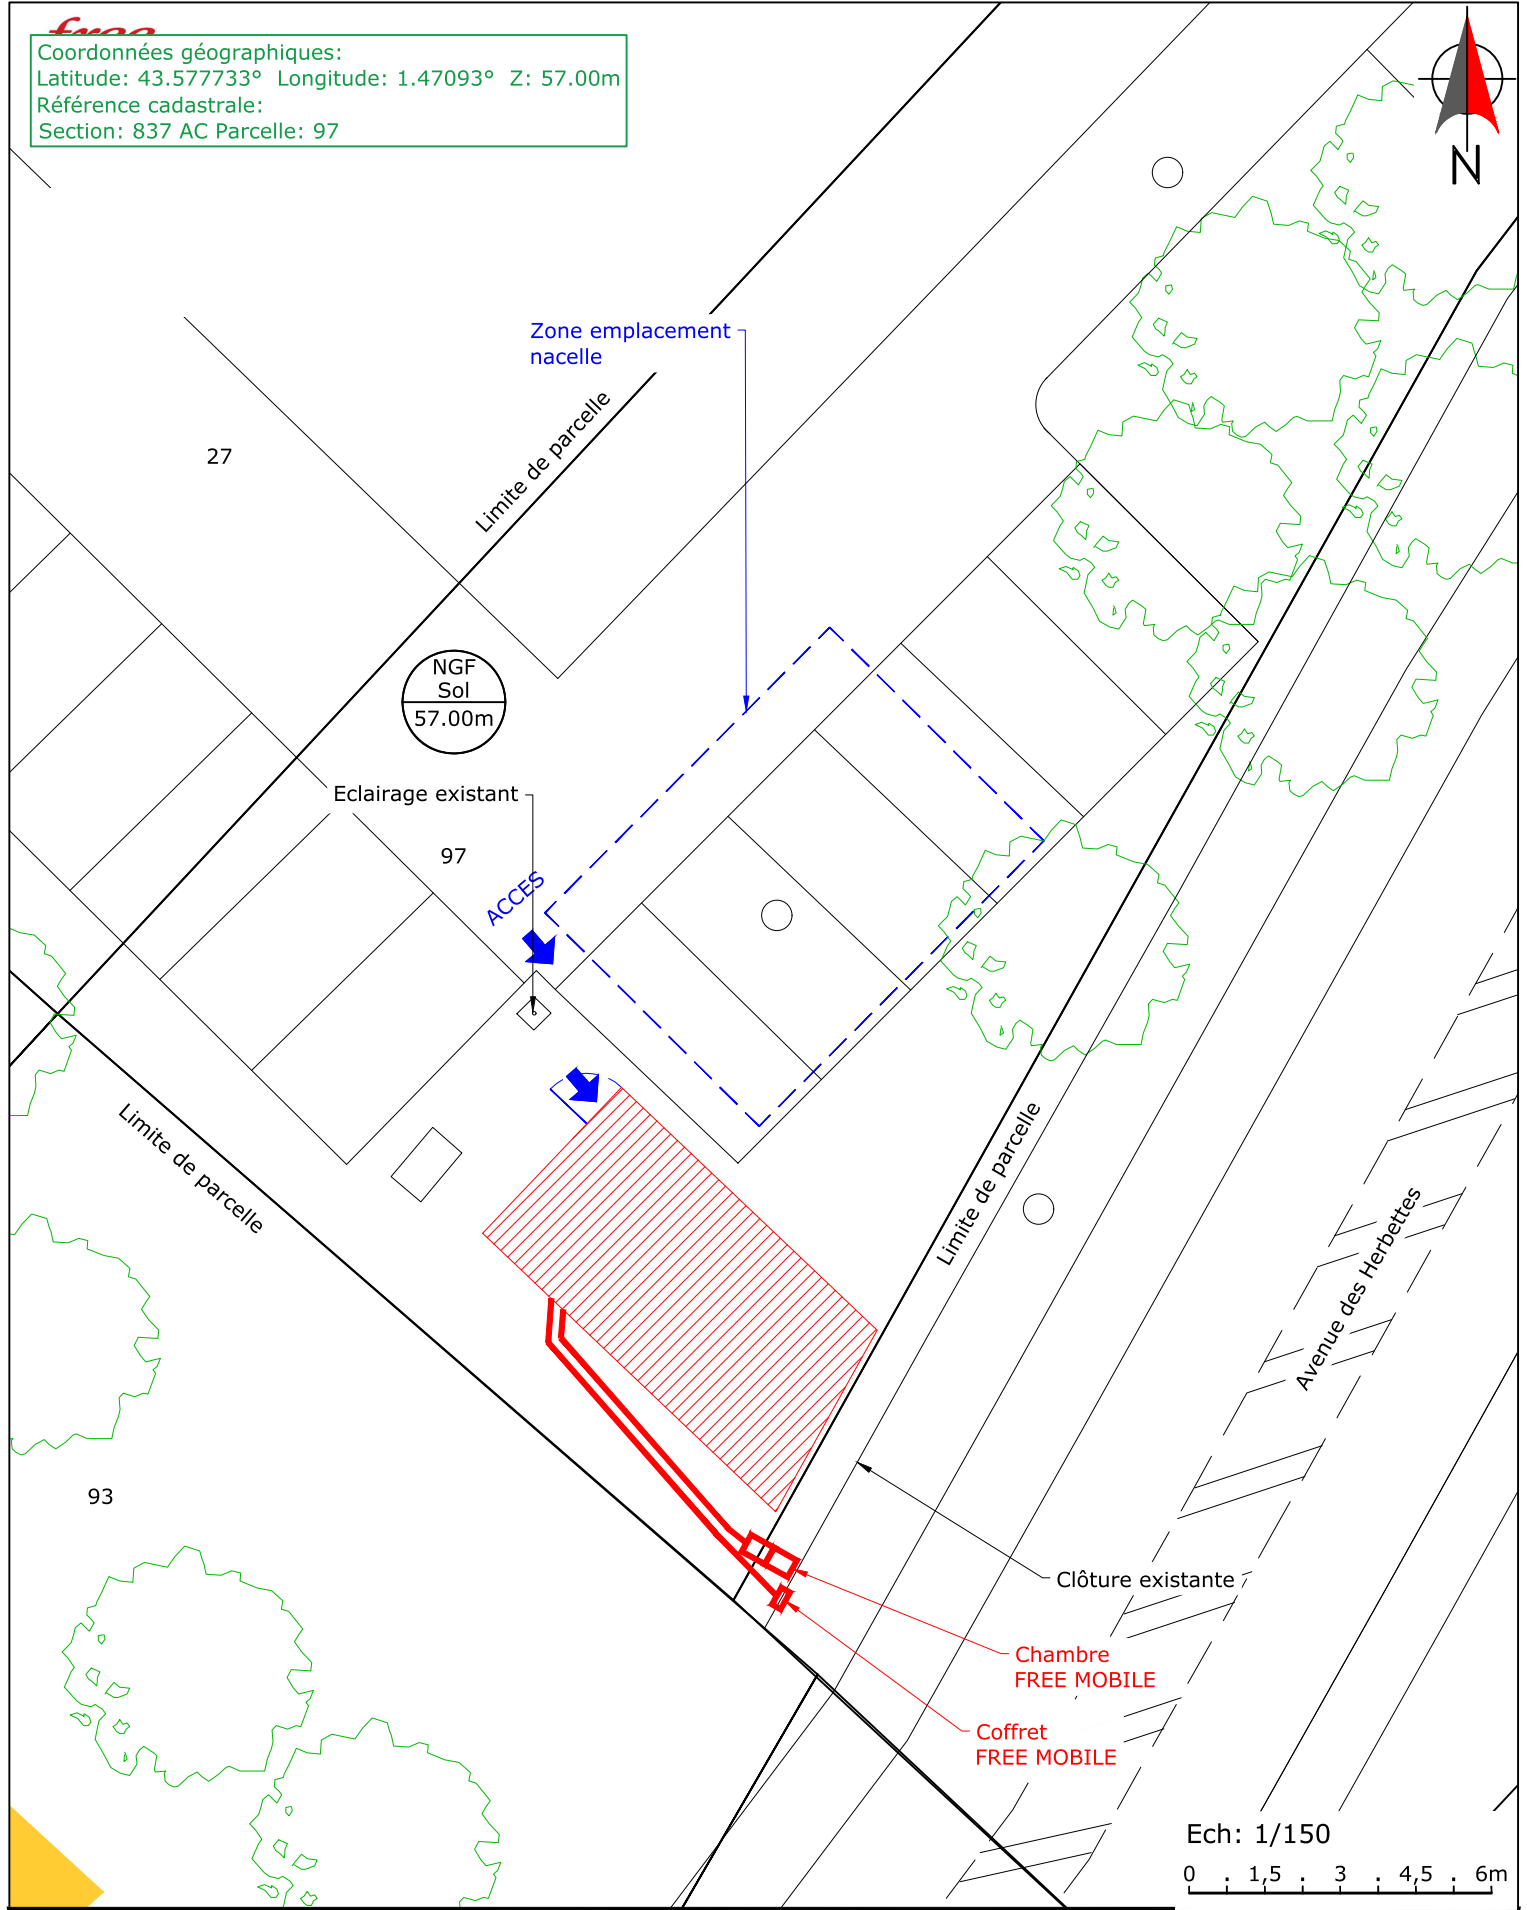 free
Coordonnées géographiques:
Latitude: 43.577733° Longitude: 1.47093° Z: 57.00m
Référence cadastrale:
Section: 837 AC Parcelle: 97
N
Zone emplacement
nacelle
Limite de parcelle
27
NGF
Sol
57.00m
Eclairage existant
97
ACCES
Limite de parcelle
Limite de parcelle
Avenue des Herbettes
93
Clôture existante
Chambre
FREE MOBILE
Coffret
FREE MOBILE
Ech: 1/150
0 . 1,5 . 3 . 4,5 . 6m